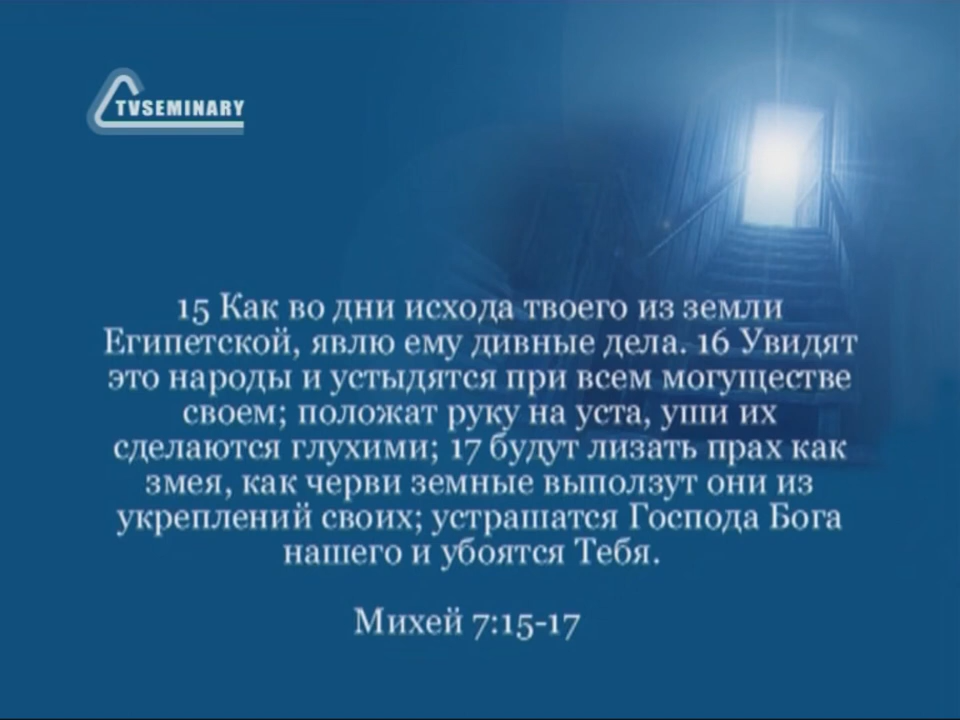 TVSEMINARY
15 Как во дни исхода твоего из земли
Египетской, явлю ему дивные дела. 16 Увидят
это народы и устыдятся при всем могуществе
своем; положат руку на уста, уши их
сделаются глухими; 17 будут лизать прах как
змея, как черви земные выползут они из
укреплений своих; устрашатся Господа Бога
нашего и убоятся Тебя.
Михей 7:15-17